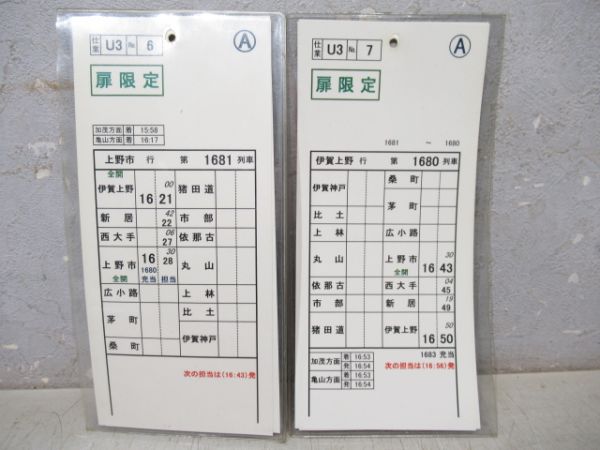 仕業 U3 № 6 Ⓐ
扉限定
加茂方面 着 15:58
亀山方面 着 16:17
上野市 行 第 1681 列車
全開
伊賀上野 16 21 00 猪田道
新居 22 42 市部
西大手 27 06 依那古
上野市 16 28 30 丸山
全開 1680 充当 担当
広小路 上林
茅町 比土
桑町 伊賀神戸
次の担当は(16:43)発
仕業 U3 № 7 Ⓐ
扉限定
1681 ~ 1680
伊賀上野 行 第 1680 列車
伊賀神戸 桑町
比土 茅町
上林 広小路
丸山 上野市 16 43 30
全開
依那古 西大手 45 04
市部 新居 49 19
猪田道 伊賀上野 16 50 50
1683 充当
加茂方面 着 16:53
発 16:54
次の担当は(16:56)発
亀山方面 着 16:53
発 16:54